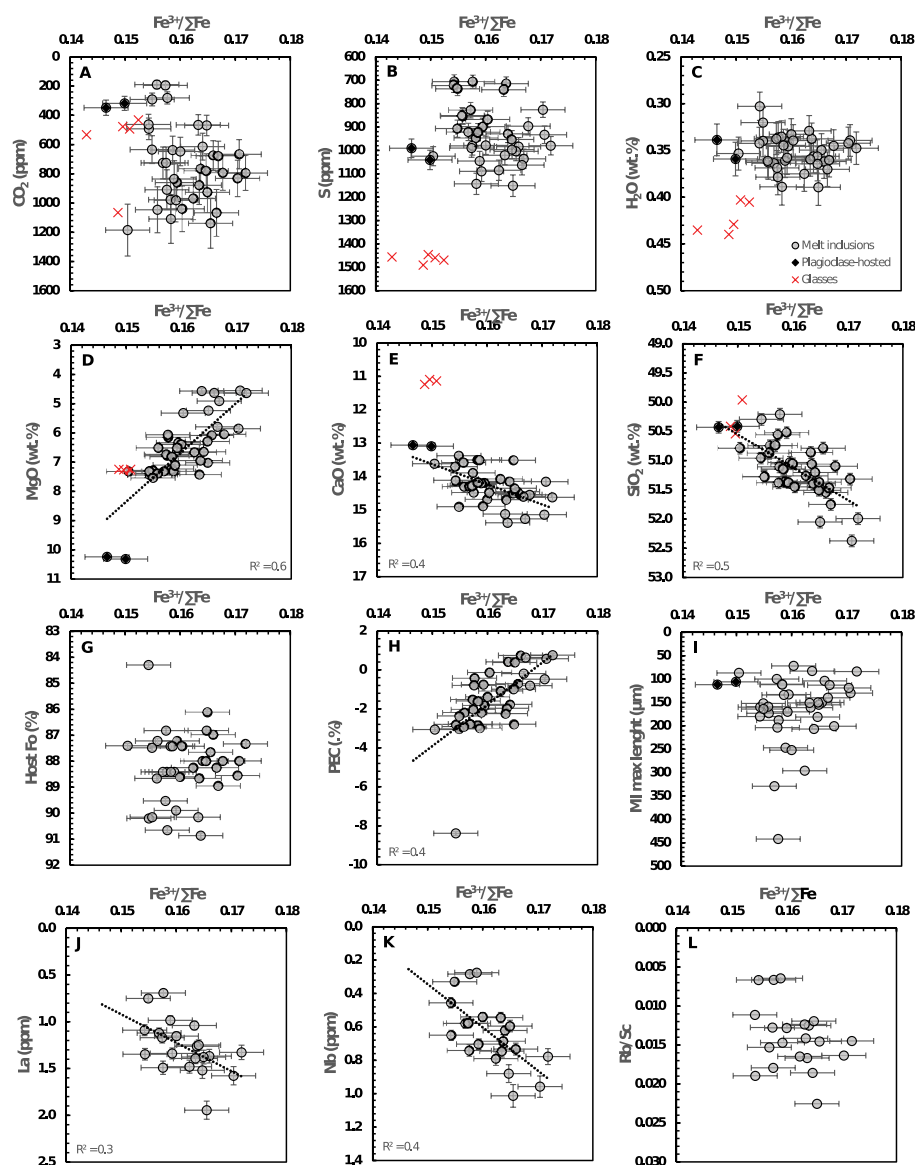 Fe³⁺/∑Fe Fe³⁺/∑Fe Fe³⁺/∑Fe
0.14 0.15 0.16 0.17 0.18 0.14 0.15 0.16 0.17 0.18 0.14 0.15 0.16 0.17 0.18
A
CO₂ (ppm)
0
200
400
600
800
1000
1200
1400
1600
B
S (ppm)
600
700
800
900
1000
1100
1200
1300
1400
1500
1600
C
H₂O (wt.%)
0.25
0.30
0.35
0.40
0.45
0.50
Melt inclusions
Plagioclase-hosted
Glasses
Fe³⁺/∑Fe Fe³⁺/∑Fe Fe³⁺/∑Fe
0.14 0.15 0.16 0.17 0.18 0.14 0.15 0.16 0.17 0.18 0.14 0.15 0.16 0.17 0.18
D
MgO (wt.%)
3
4
5
6
7
8
9
10
11
R² = 0.6
E
CaO (wt.%)
10
11
12
13
14
15
16
17
R² = 0.4
F
SiO₂ (wt.%)
49.0
49.5
50.0
50.5
51.0
51.5
52.0
52.5
53.0
R² = 0.5
Fe³⁺/∑Fe Fe³⁺/∑Fe Fe³⁺/∑Fe
0.14 0.15 0.16 0.17 0.18 0.14 0.15 0.16 0.17 0.18 0.14 0.15 0.16 0.17 0.18
G
Host Fo (%)
83
84
85
86
87
88
89
90
91
92
H
PEC (.%)
2
0
-2
-4
-6
-8
-10
R² = 0.4
I
MI max lenght (µm)
0
50
100
150
200
250
300
350
400
450
500
Fe³⁺/∑Fe Fe³⁺/∑Fe Fe³⁺/∑Fe
0.14 0.15 0.16 0.17 0.18 0.14 0.15 0.16 0.17 0.18 0.14 0.15 0.16 0.17 0.18
J
La (ppm)
0.0
0.5
1.0
1.5
2.0
2.5
R² = 0.3
K
Nb (ppm)
0.0
0.2
0.4
0.6
0.8
1.0
1.2
1.4
R² = 0.4
L
Rb/Sc
0.000
0.005
0.010
0.015
0.020
0.025
0.030